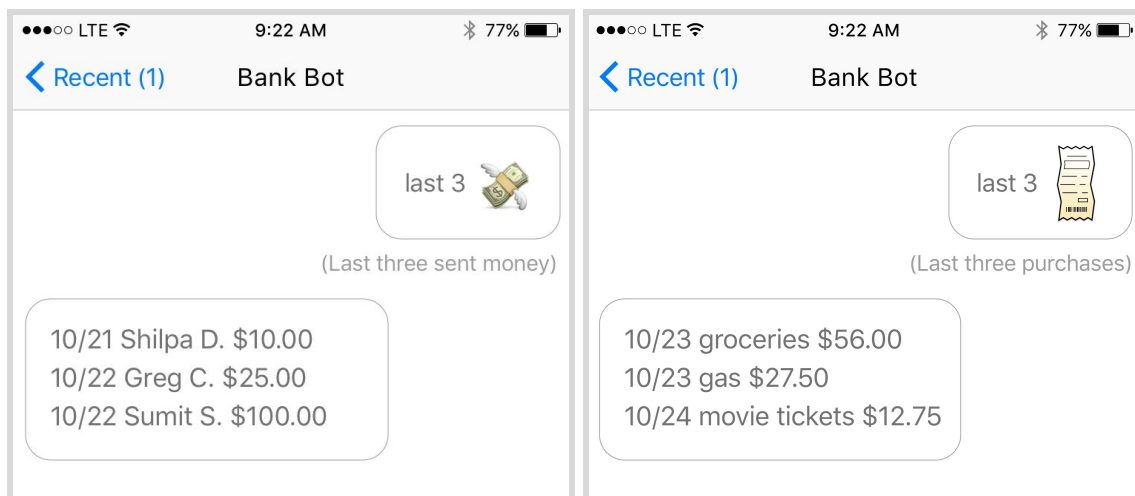 LTE 9:22 AM 77%
Recent (1) Bank Bot
last 3
(Last three sent money)
10/21 Shilpa D. $10.00
10/22 Greg C. $25.00
10/22 Sumit S. $100.00
LTE 9:22 AM 77%
Recent (1) Bank Bot
last 3
(Last three purchases)
10/23 groceries $56.00
10/23 gas $27.50
10/24 movie tickets $12.75